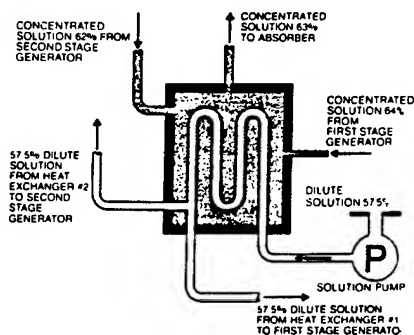 CONCENTRATED
SOLUTION 62% FROM
SECOND STAGE
GENERATOR
CONCENTRATED
SOLUTION 63%
TO ABSORBER
CONCENTRATED
SOLUTION 64%
FROM
FIRST STAGE
GENERATOR
57.5% DILUTE
SOLUTION
FROM HEAT
EXCHANGER #2
TO SECOND
STAGE
GENERATOR
DILUTE
SOLUTION 57.5%
P
SOLUTION PUMP
57.5% DILUTE SOLUTION
FROM HEAT EXCHANGER #1
TO FIRST STAGE GENERATO